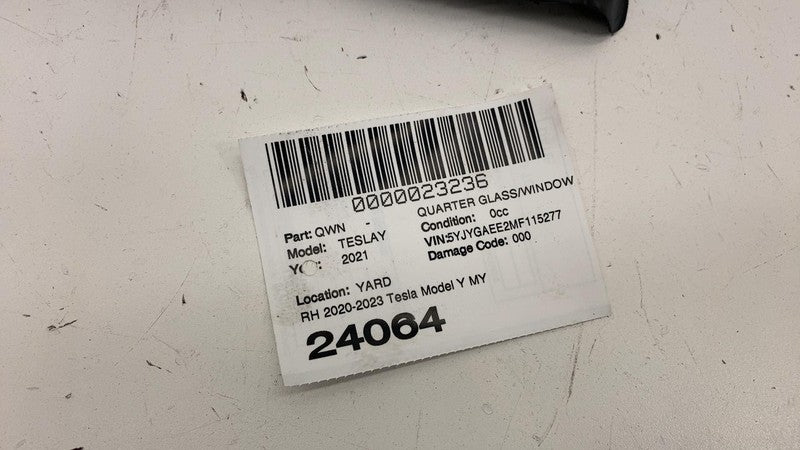 0000023236
Part: QWN - QUARTER GLASS/WINDOW
Model: TESLAY Condition: 0cc
2021 VIN:5YJYGAEE2MF115277
Damage Code: 000
Location: YARD
RH 2020-2023 Tesla Model Y MY
24064